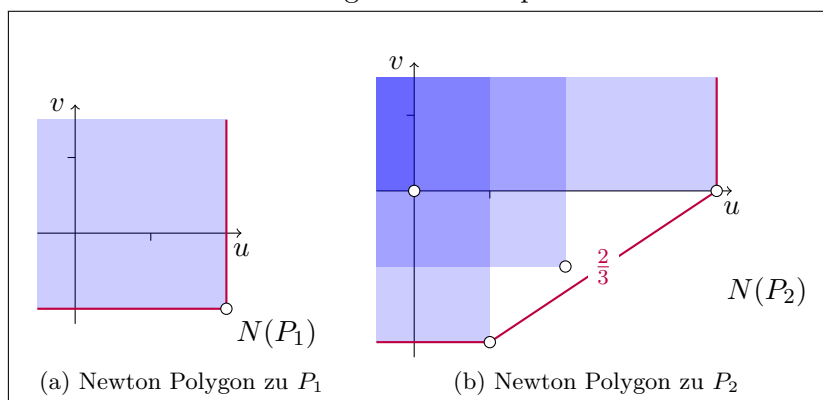 v
u
N(P₁)
(a) Newton Polygon zu P₁
v
u
2/3
N(P₂)
(b) Newton Polygon zu P₂